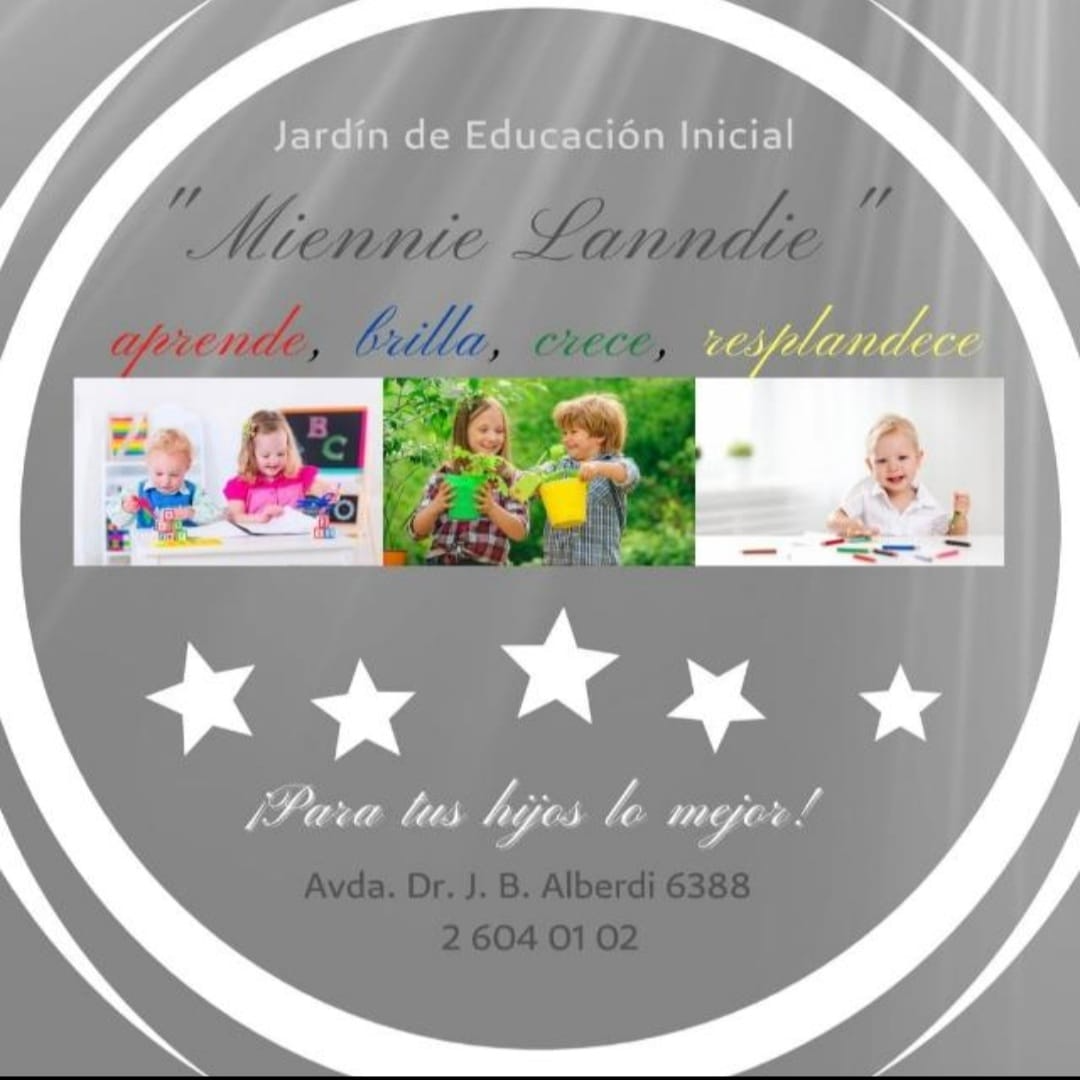 Jardín de Educación Inicial
"Miennie Lanndie"
aprende, brilla, crece, resplandece
B
C
O
¡Para tus hijos lo mejor!
Avda. Dr. J. B. Alberdi 6388
2 604 01 02